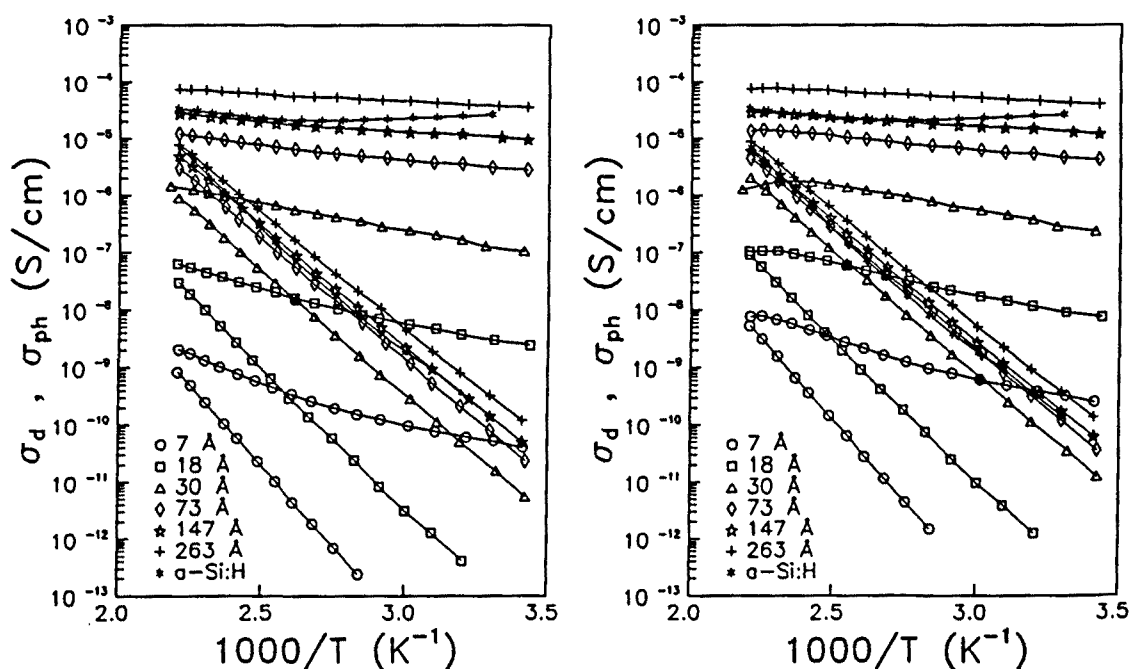 σd , σph (S/cm)
10⁻³
10⁻⁴
10⁻⁵
10⁻⁶
10⁻⁷
10⁻⁸
10⁻⁹
10⁻¹⁰
10⁻¹¹
10⁻¹²
10⁻¹³
7 Å
18 Å
30 Å
73 Å
147 Å
263 Å
a-Si:H
2.0 2.5 3.0 3.5
1000/T (K⁻¹)
σd , σph (S/cm)
10⁻³
10⁻⁴
10⁻⁵
10⁻⁶
10⁻⁷
10⁻⁸
10⁻⁹
10⁻¹⁰
10⁻¹¹
10⁻¹²
10⁻¹³
7 Å
18 Å
30 Å
73 Å
147 Å
263 Å
a-Si:H
2.0 2.5 3.0 3.5
1000/T (K⁻¹)